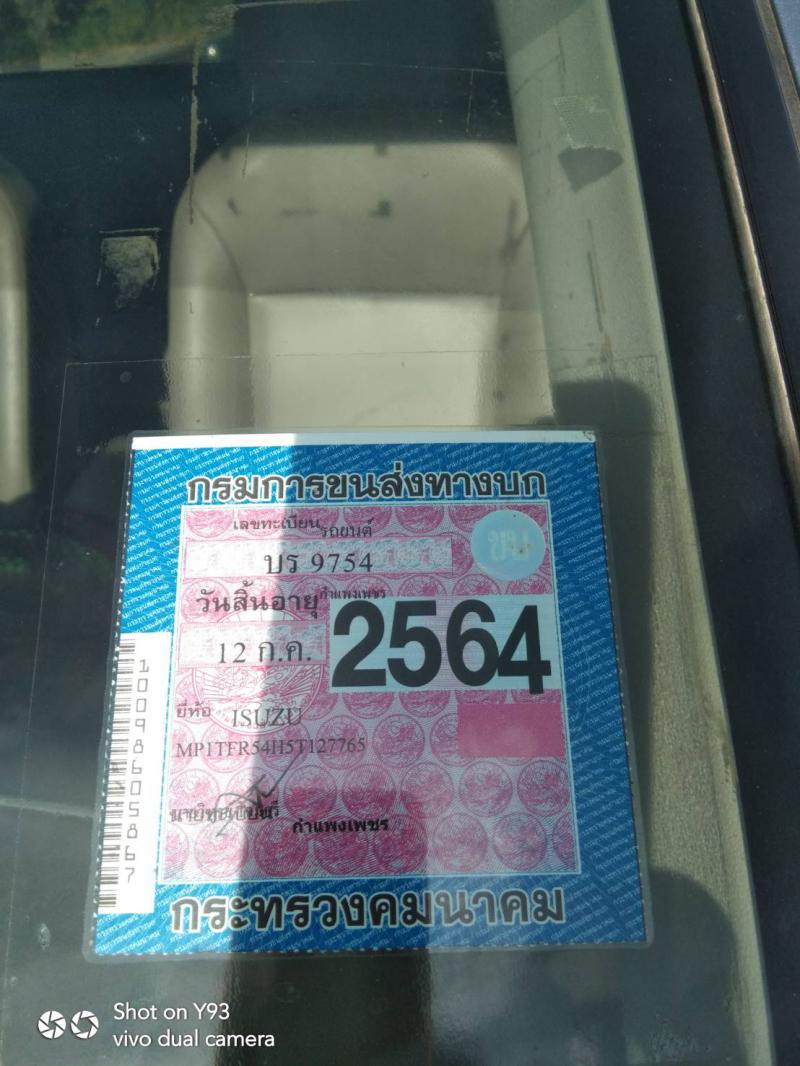 กรมการขนส่งทางบก
เลขทะเบียนรถยนต์
ขาว
บร 9754
กำแพงเพชร
วันสิ้นอายุ
12 ก.ค. 2564
ยี่ห้อ ISUZU
MP1TFR54H5T127765
กำแพงเพชร
กระทรวงคมนาคม
10098605867
Shot on Y93
vivo dual camera